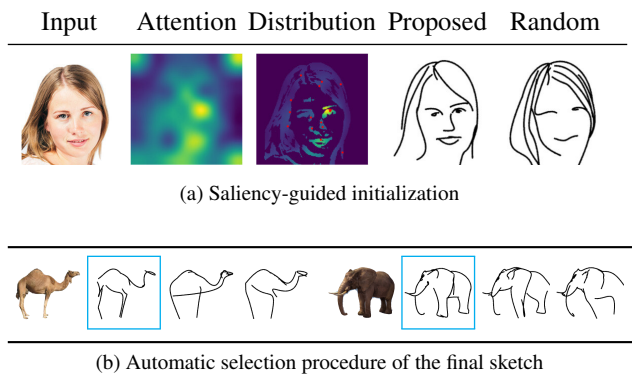 Input Attention Distribution Proposed Random
(a) Saliency-guided initialization
(b) Automatic selection procedure of the final sketch